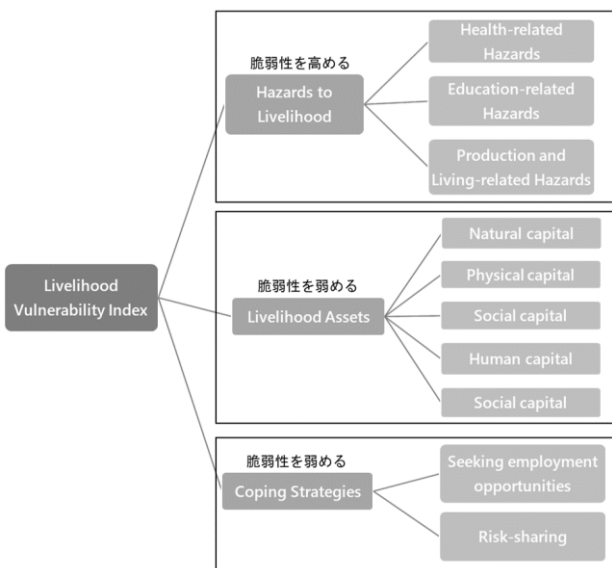 脆弱性を高める
Hazards to
Livelihood
Health-related
Hazards
Education-related
Hazards
Production and
Living-related Hazards
Livelihood
Vulnerability Index
脆弱性を弱める
Livelihood Assets
Natural capital
Physical capital
Social capital
Human capital
Social capital
脆弱性を弱める
Coping Strategies
Seeking employment
opportunities
Risk-sharing